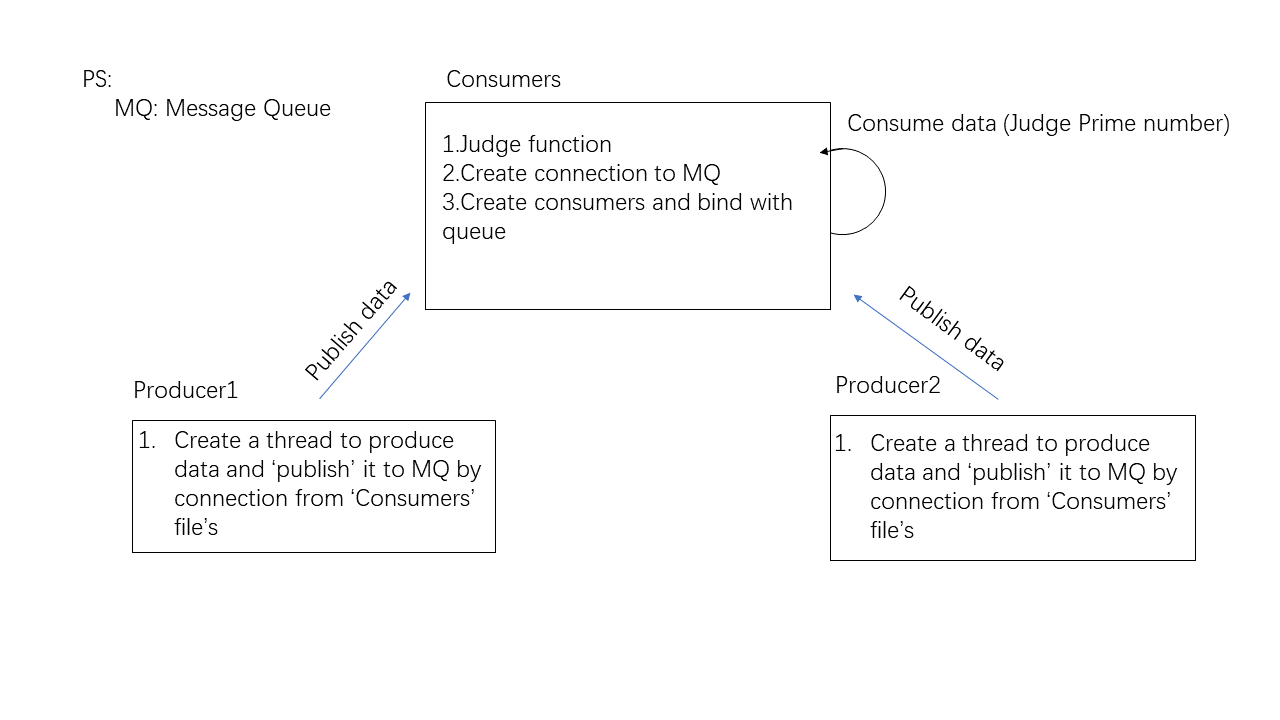 PS:
MQ: Message Queue
Consumers
1.Judge function
2.Create connection to MQ
3.Create consumers and bind with
queue
Consume data (Judge Prime number)
Publish data
Publish data
Producer1
1. Create a thread to produce
data and ‘publish’ it to MQ by
connection from ‘Consumers’
file’s
Producer2
1. Create a thread to produce
data and ‘publish’ it to MQ by
connection from ‘Consumers’
file’s